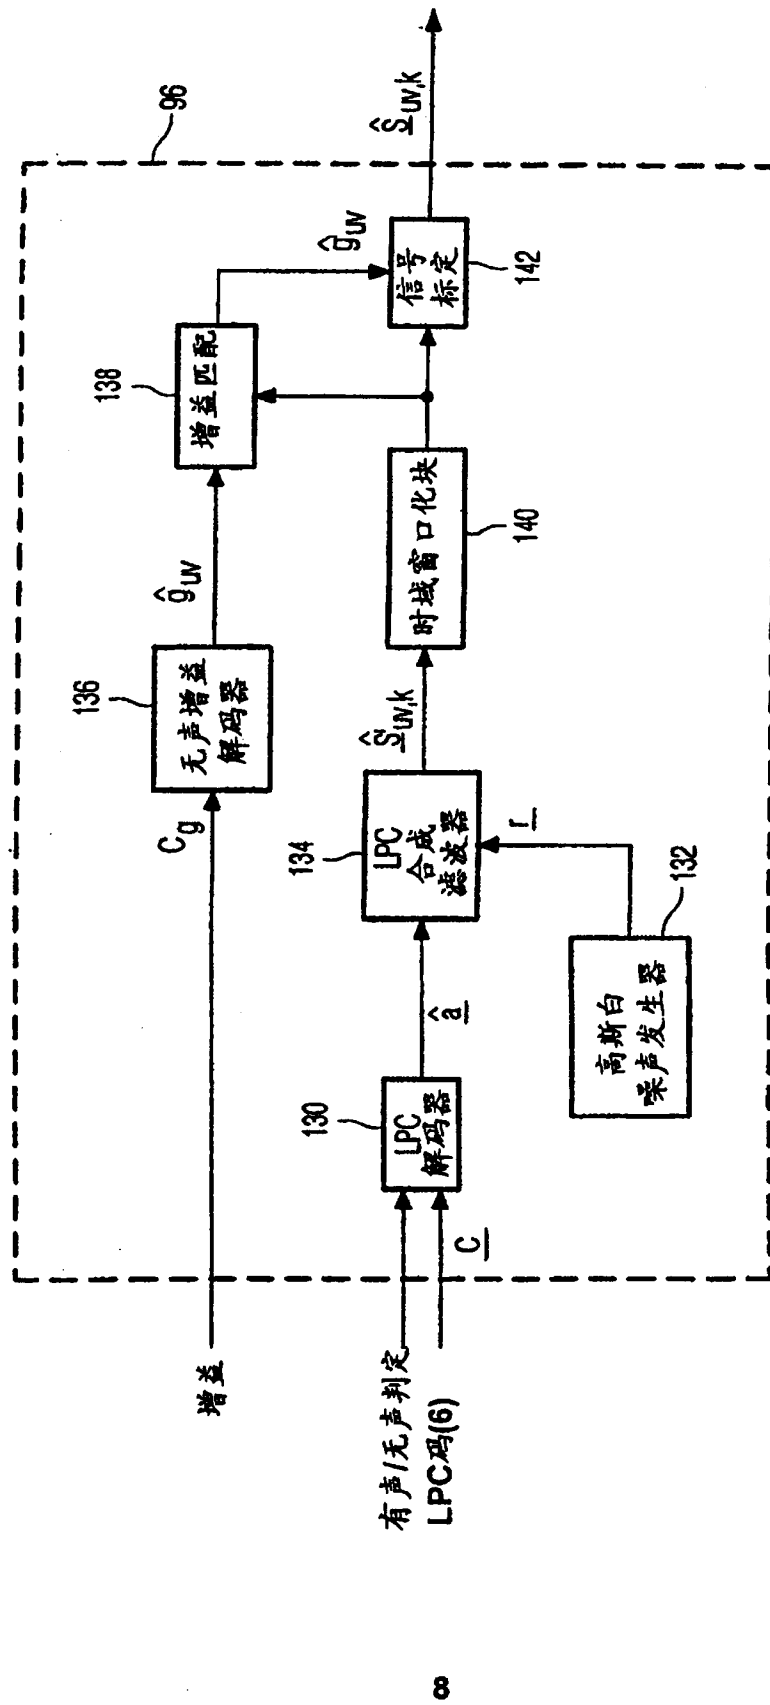 增益
Cg
136
无声增益
解码器
ĝuv
138
增益匹配
ĝuv
96
有声/无声判定
LPC码(6)
C
130
LPC
解码器
â
134
LPC
合成
滤波器
Ŝ'uv,k
140
时域窗口化块
142
信号
标定
Ŝuv,k
r
132
高斯白
噪声发生器
8